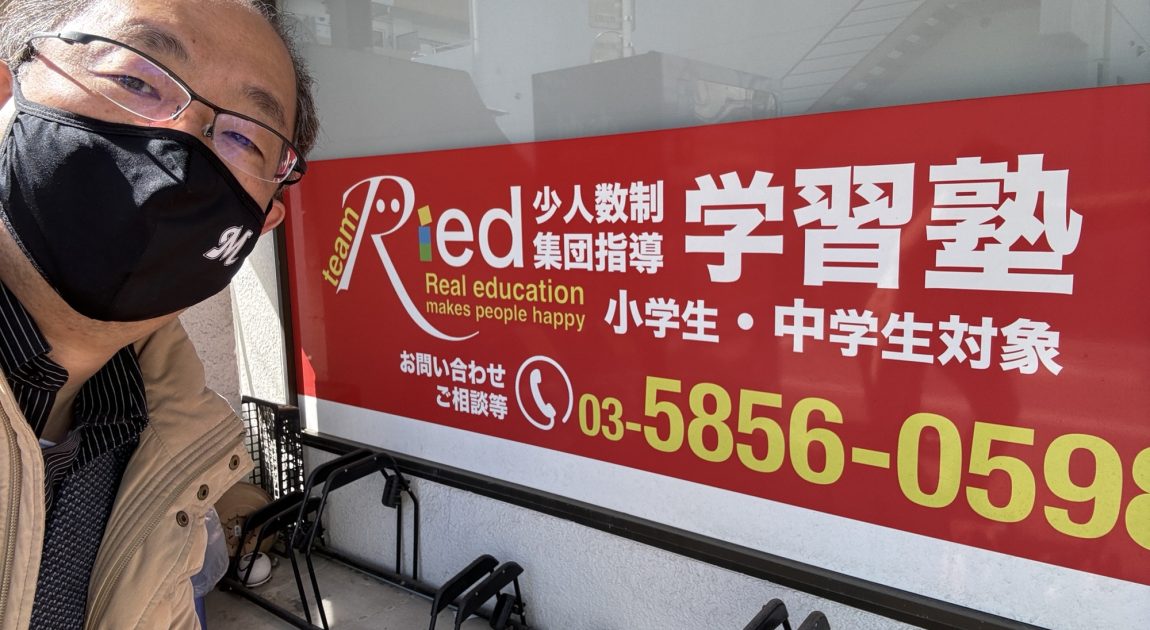 M
team Ried
Real education
makes people happy
少人数制
集団指導
学習塾
小学生・中学生対象
お問い合わせ
ご相談等
03-5856-0598